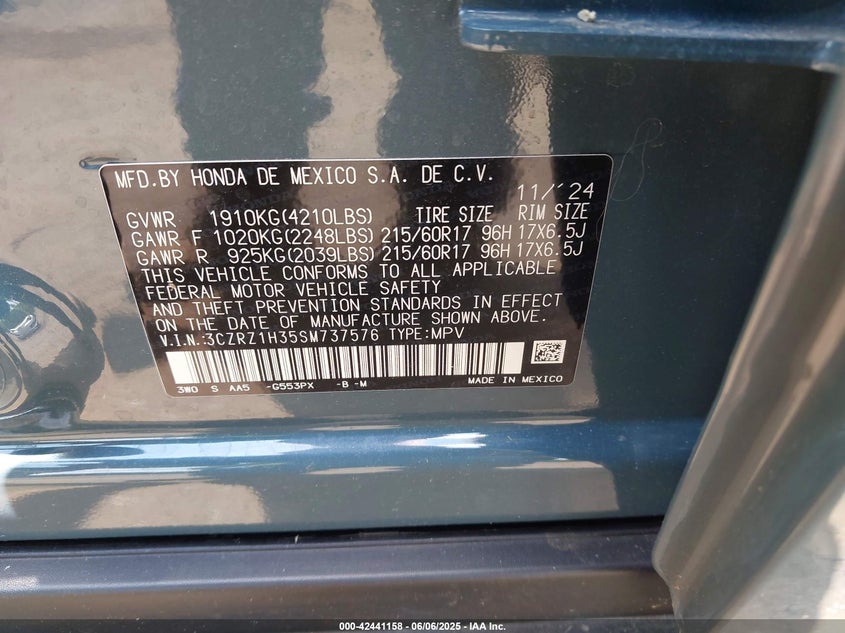 MFD.BY HONDA DE MEXICO S.A. DE C.V.
11/'24
GVWR 1910KG(4210LBS) TIRE SIZE RIM SIZE
GAWR F 1020KG(2248LBS) 215/60R17 96H 17X6.5J
GAWR R 925KG(2039LBS) 215/60R17 96H 17X6.5J
THIS VEHICLE CONFORMS TO ALL APPLICABLE
FEDERAL MOTOR VEHICLE SAFETY
AND THEFT PREVENTION STANDARDS IN EFFECT
ON THE DATE OF MANUFACTURE SHOWN ABOVE.
V.I.N.:3CZRZ1H35SM737576 TYPE:MPV
3W0 S AA5 -G553PX -B -M MADE IN MEXICO
000-42441158 - 06/06/2025 - IAA Inc.